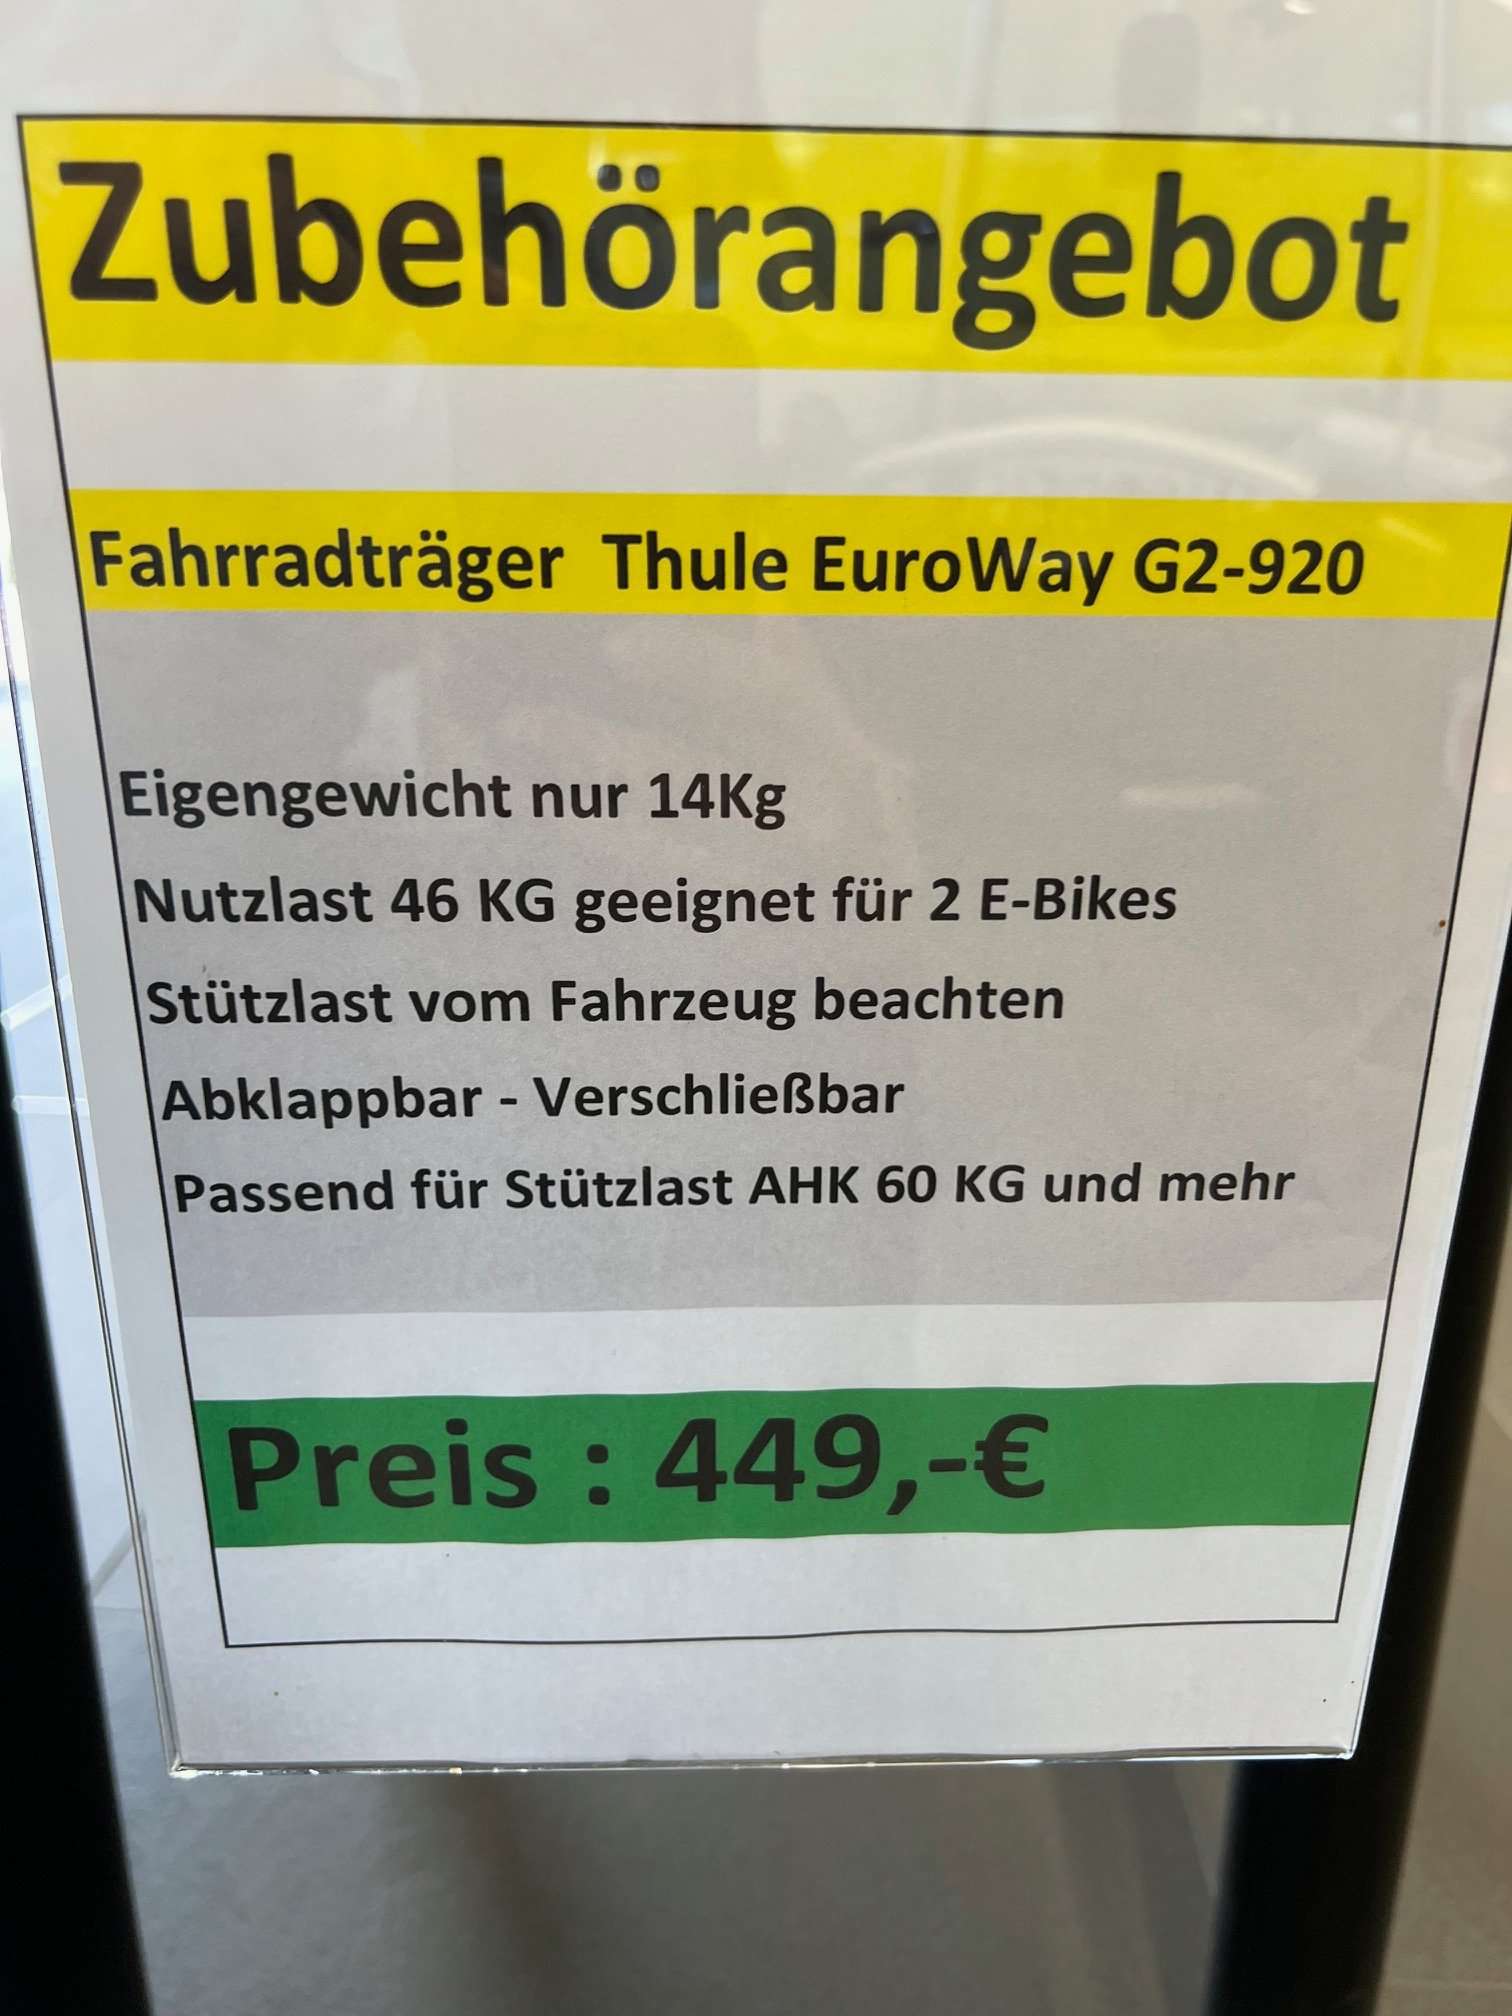 Zubehörangebot
Fahrradträger Thule EuroWay G2-920
Eigengewicht nur 14Kg
Nutzlast 46 KG geeignet für 2 E-Bikes
Stützlast vom Fahrzeug beachten
Abklappbar - Verschließbar
Passend für Stützlast AHK 60 KG und mehr
Preis : 449,-€